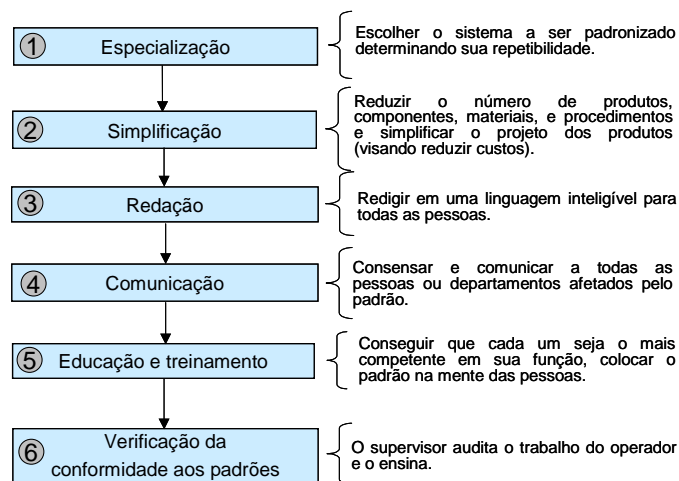 1 Especialização
Escolher o sistema a ser padronizado
determinando sua repetibilidade.
2 Simplificação
Reduzir o número de produtos,
componentes, materiais, e procedimentos
e simplificar o projeto dos produtos
(visando reduzir custos).
3 Redação
Redigir em uma linguagem inteligível para
todas as pessoas.
4 Comunicação
Consensar e comunicar a todas as
pessoas ou departamentos afetados pelo
padrão.
5 Educação e treinamento
Conseguir que cada um seja o mais
competente em sua função, colocar o
padrão na mente das pessoas.
6 Verificação da
conformidade aos padrões
O supervisor audita o trabalho do operador
e o ensina.